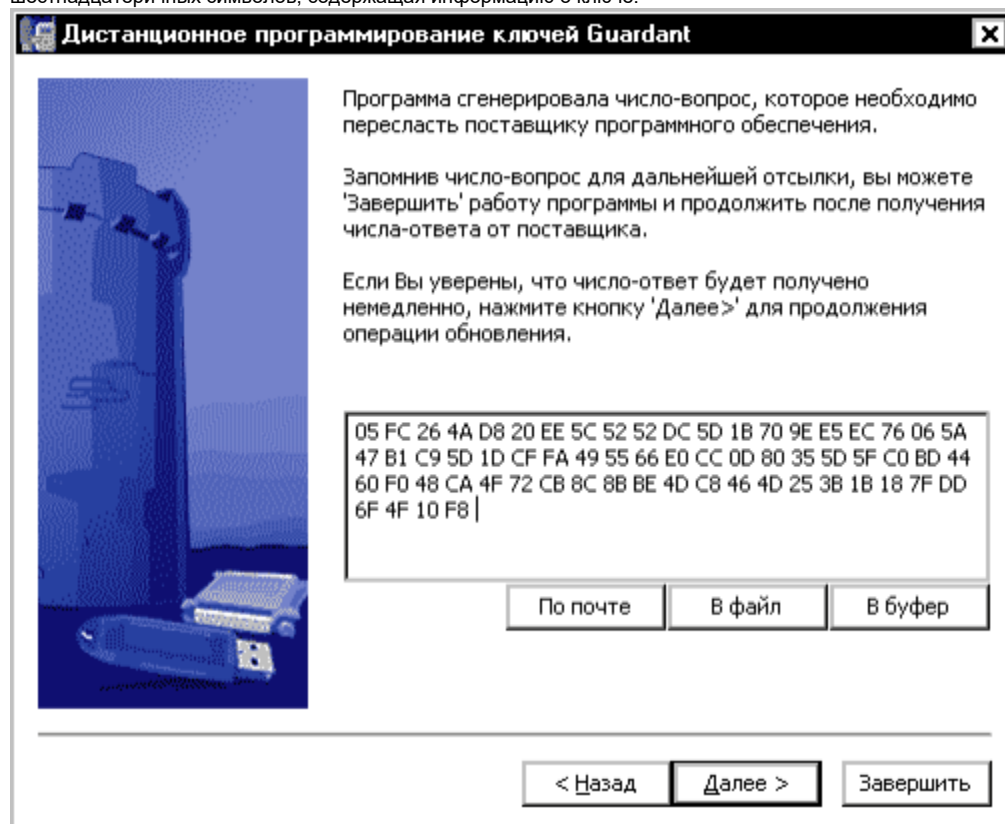 шестнадцатеричных символов, содержащая информацию о ключе:
Дистанционное программирование ключей Guardant
Программа сгенерировала число-вопрос, которое необходимо
переслать поставщику программного обеспечения.
Запомнив число-вопрос для дальнейшей отсылки, вы можете
'Завершить' работу программы и продолжить после получения
числа-ответа от поставщика.
Если Вы уверены, что число-ответ будет получено
немедленно, нажмите кнопку 'Далее>' для продолжения
операции обновления.
05 FC 26 4A D8 20 EE 5C 52 52 DC 5D 1B 70 9E E5 EC 76 06 5A
47 B1 C9 5D 1D CF FA 49 55 66 E0 CC 0D 80 35 5D 5F C0 BD 44
60 F0 48 CA 4F 72 CB 8C 8B BE 4D C8 46 4D 25 3B 1B 18 7F DD
6F 4F 10 F8
По почте
В файл
В буфер
< Назад
Далее >
Завершить